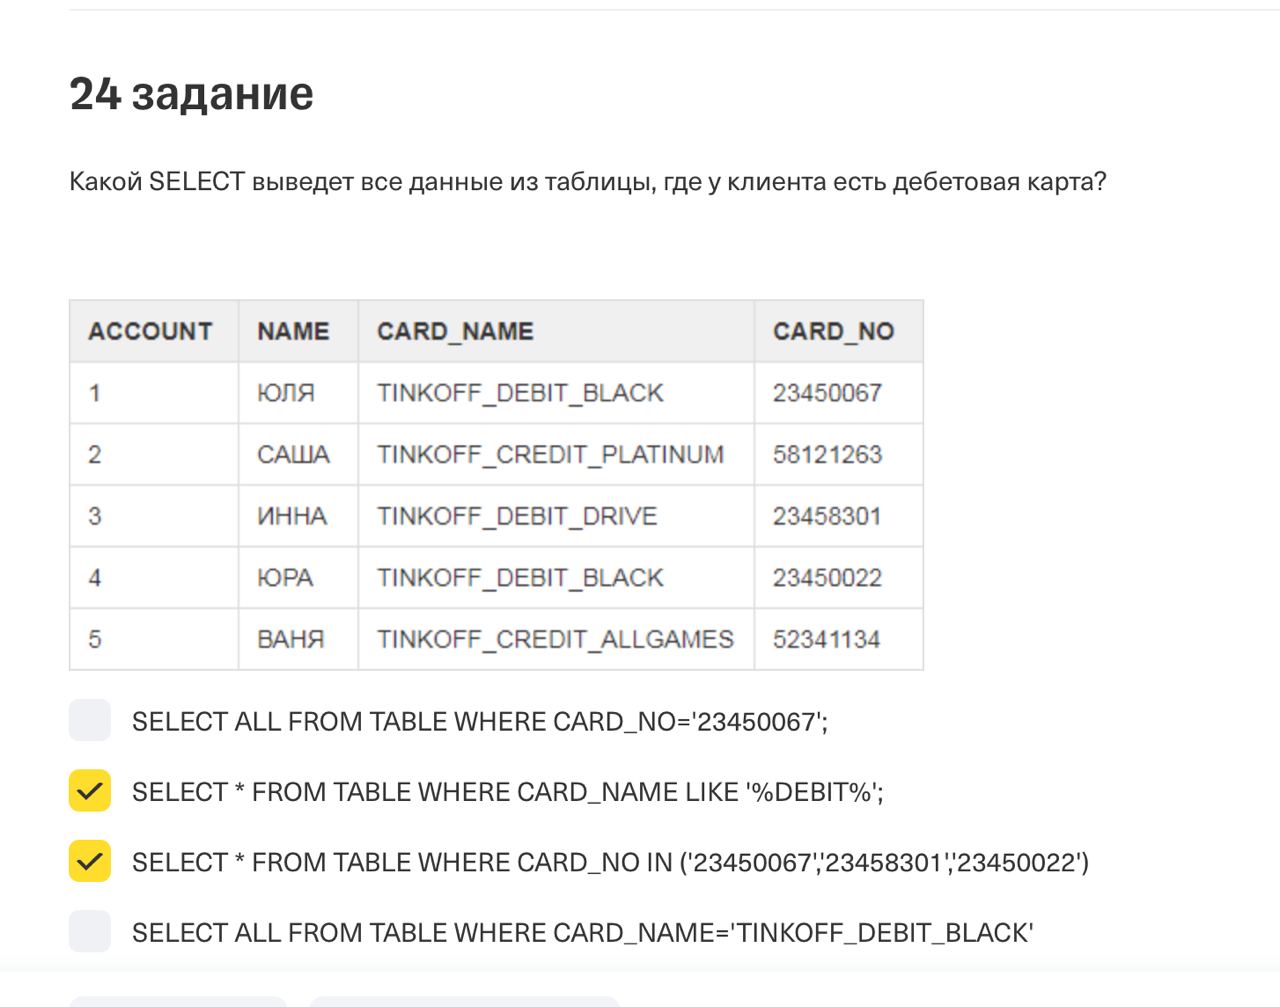 24 задание
Какой SELECT выведет все данные из таблицы, где у клиента есть дебетовая карта?
ACCOUNT NAME CARD_NAME CARD_NO
1 ЮЛЯ TINKOFF_DEBIT_BLACK 23450067
2 САША TINKOFF_CREDIT_PLATINUM 58121263
3 ИННА TINKOFF_DEBIT_DRIVE 23458301
4 ЮРА TINKOFF_DEBIT_BLACK 23450022
5 ВАНЯ TINKOFF_CREDIT_ALLGAMES 52341134
SELECT ALL FROM TABLE WHERE CARD_NO='23450067';
SELECT * FROM TABLE WHERE CARD_NAME LIKE '%DEBIT%';
SELECT * FROM TABLE WHERE CARD_NO IN ('23450067','23458301','23450022')
SELECT ALL FROM TABLE WHERE CARD_NAME='TINKOFF_DEBIT_BLACK'